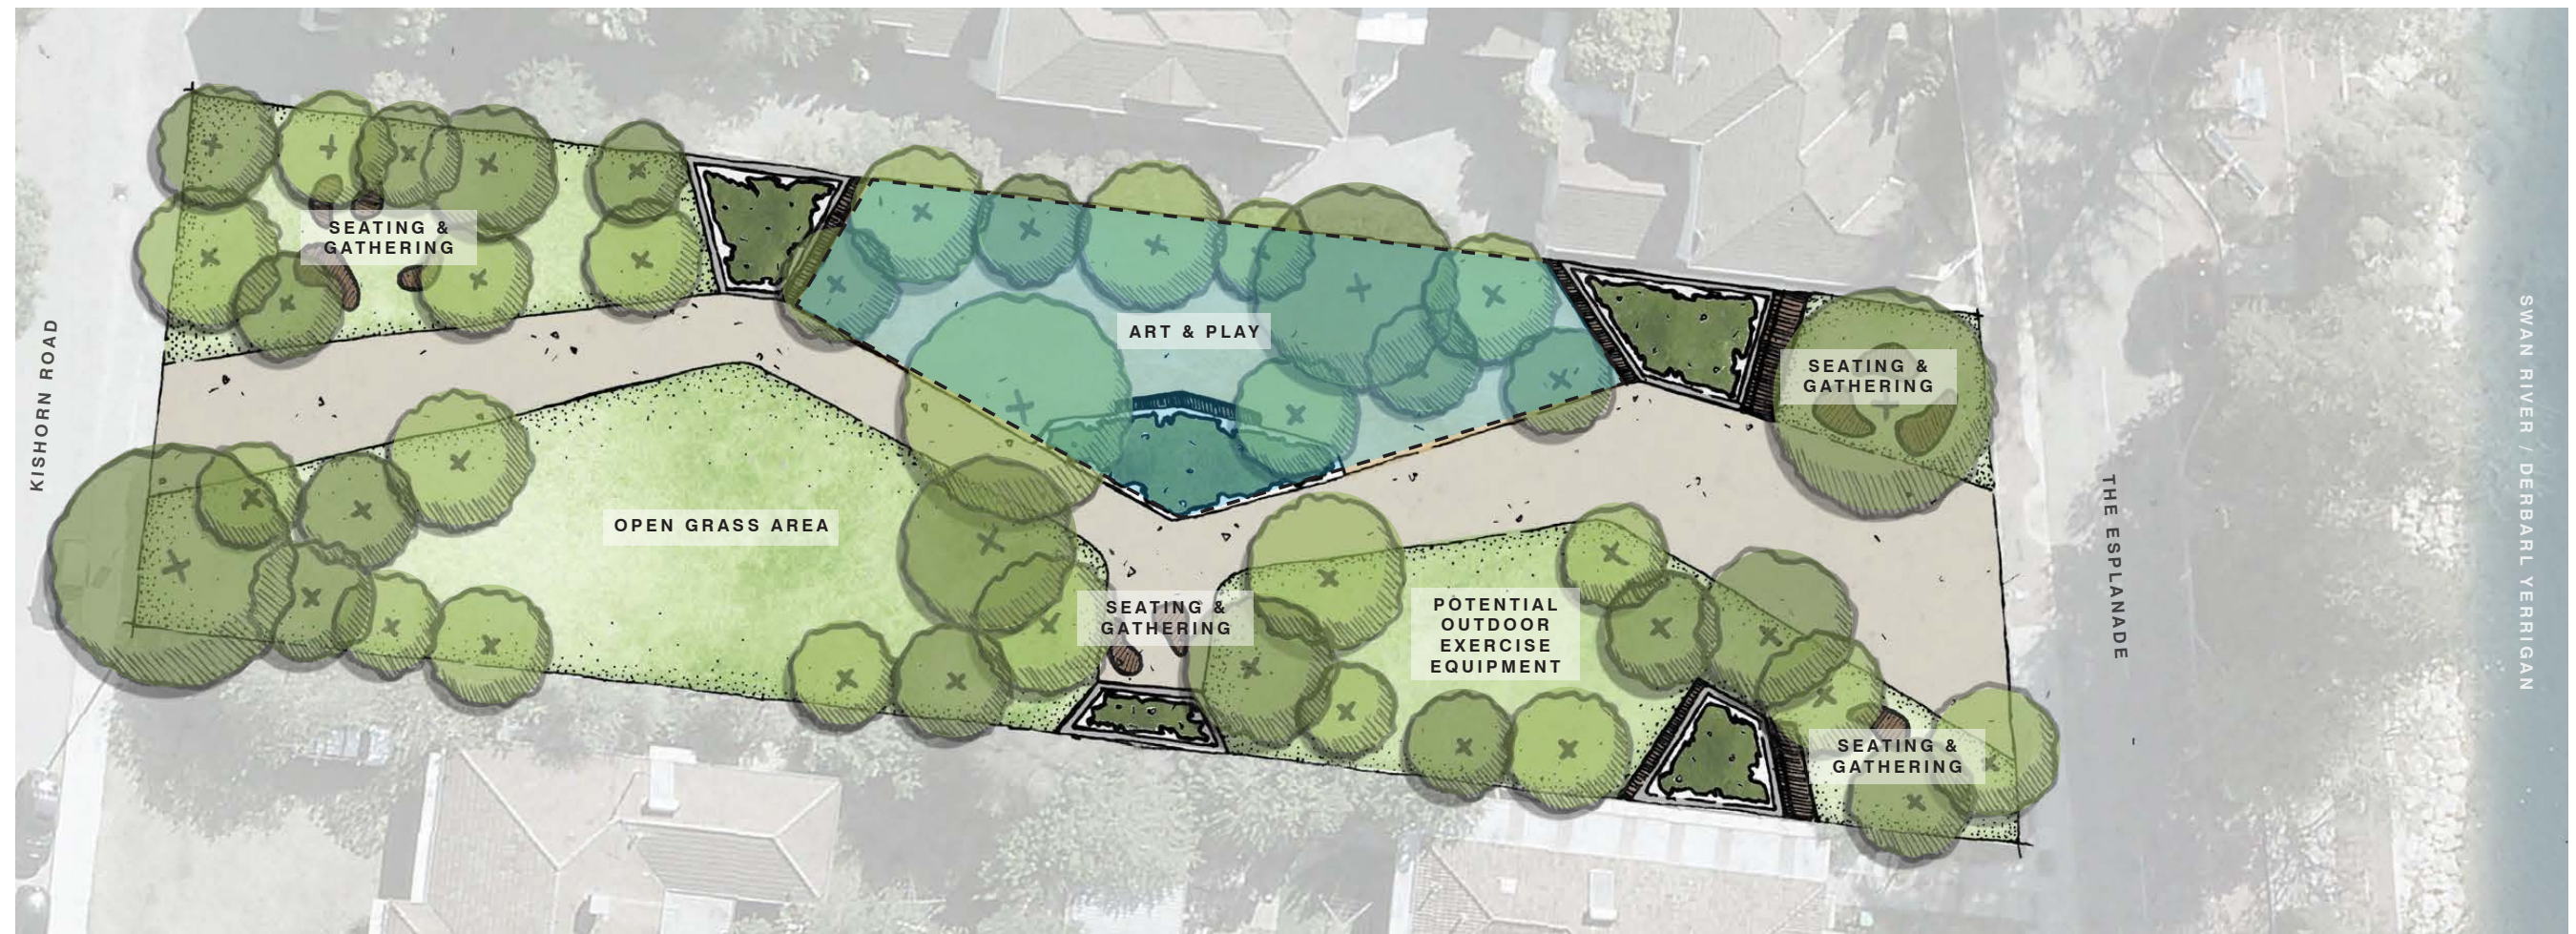 SEATING &
GATHERING
ART & PLAY
SEATING &
GATHERING
KISHORN ROAD
OPEN GRASS AREA
SEATING &
GATHERING
POTENTIAL
OUTDOOR
EXERCISE
EQUIPMENT
SEATING &
GATHERING
THE ESPLANADE
SWAN RIVER / DERBARL YERRIGAN